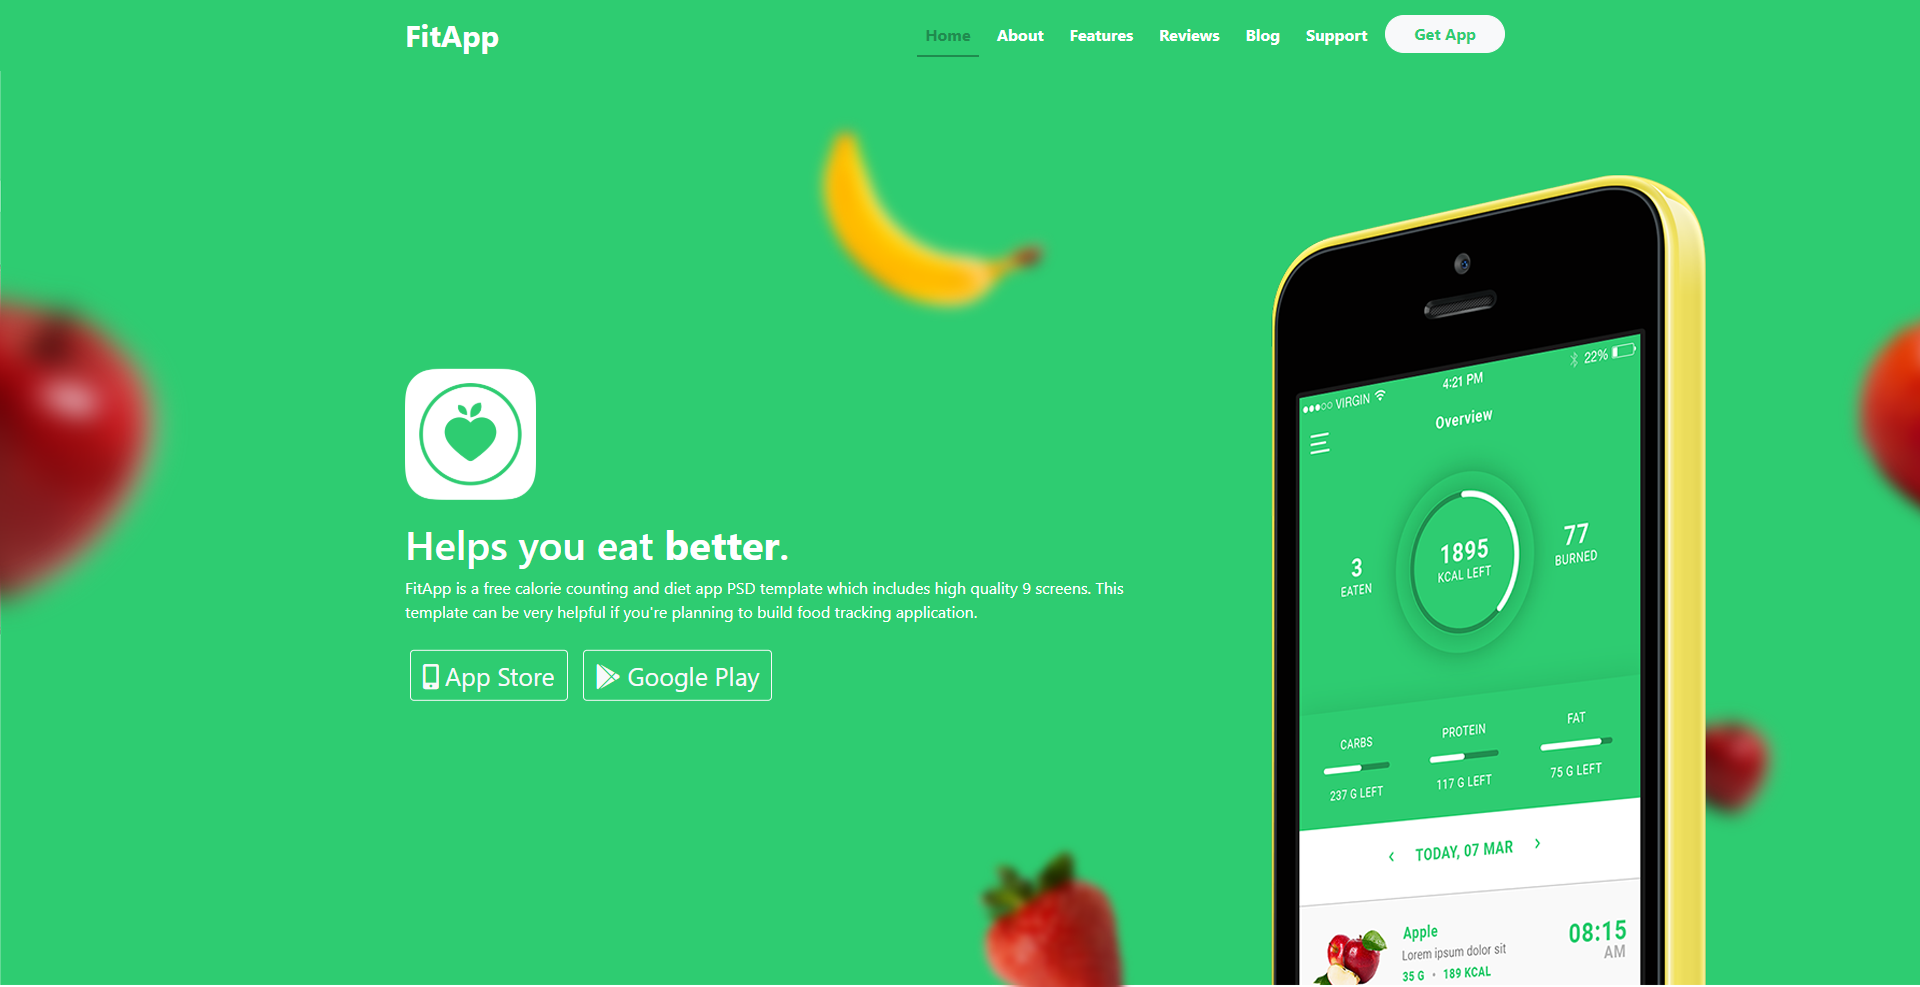 FitApp
Home About Features Reviews Blog Support Get App
Helps you eat better.
FitApp is a free calorie counting and diet app PSD template which includes high quality 9 screens. This
template can be very helpful if you're planning to build food tracking application.
App Store Google Play
VIRGIN 4:21 PM 22%
Overview
3
EATEN
1895
KCAL LEFT
77
BURNED
CARBS PROTEIN FAT
237 G LEFT 117 G LEFT 75 G LEFT
‹ TODAY, 07 MAR ›
Apple 08:15
Lorem ipsum dolor sit AM
35 G • 189 KCAL